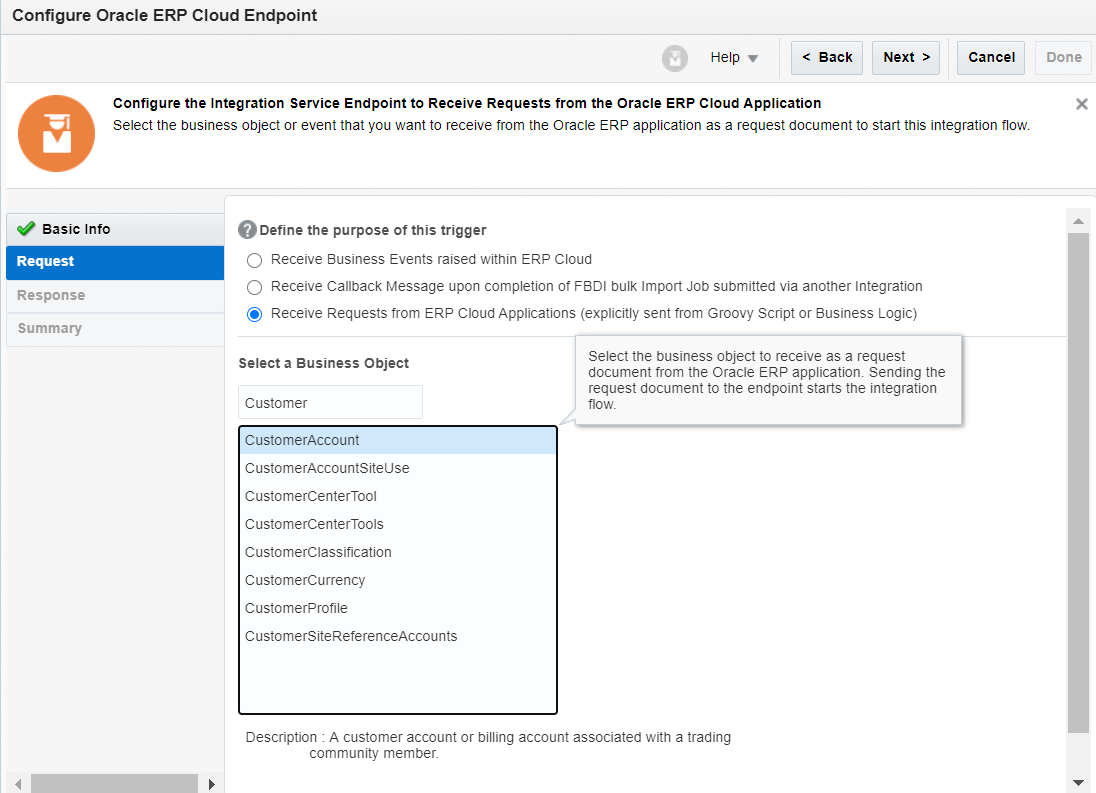 Configure Oracle ERP Cloud Endpoint
Help
< Back
Next >
Cancel
Done
Configure the Integration Service Endpoint to Receive Requests from the Oracle ERP Cloud Application
Select the business object or event that you want to receive from the Oracle ERP application as a request document to start this integration flow.
Basic Info
Request
Response
Summary
? Define the purpose of this trigger
Receive Business Events raised within ERP Cloud
Receive Callback Message upon completion of FBDI bulk Import Job submitted via another Integration
Receive Requests from ERP Cloud Applications (explicitly sent from Groovy Script or Business Logic)
Select a Business Object
Select the business object to receive as a request
document from the Oracle ERP application. Sending the
request document to the endpoint starts the integration
flow.
Customer
CustomerAccount
CustomerAccountSiteUse
CustomerCenterTool
CustomerCenterTools
CustomerClassification
CustomerCurrency
CustomerProfile
CustomerSiteReferenceAccounts
Description : A customer account or billing account associated with a trading
community member.